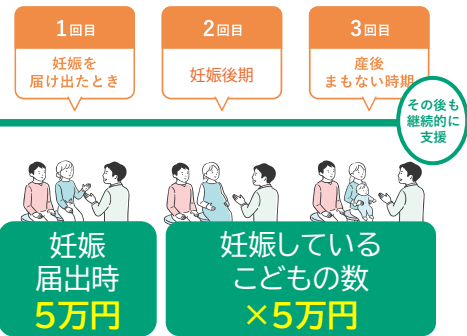 1回目
妊娠を
届け出たとき
2回目
妊娠後期
3回目
産後
まもない時期
その後も
継続的に
支援
妊娠
届出時
5万円
妊娠している
こどもの数
×5万円